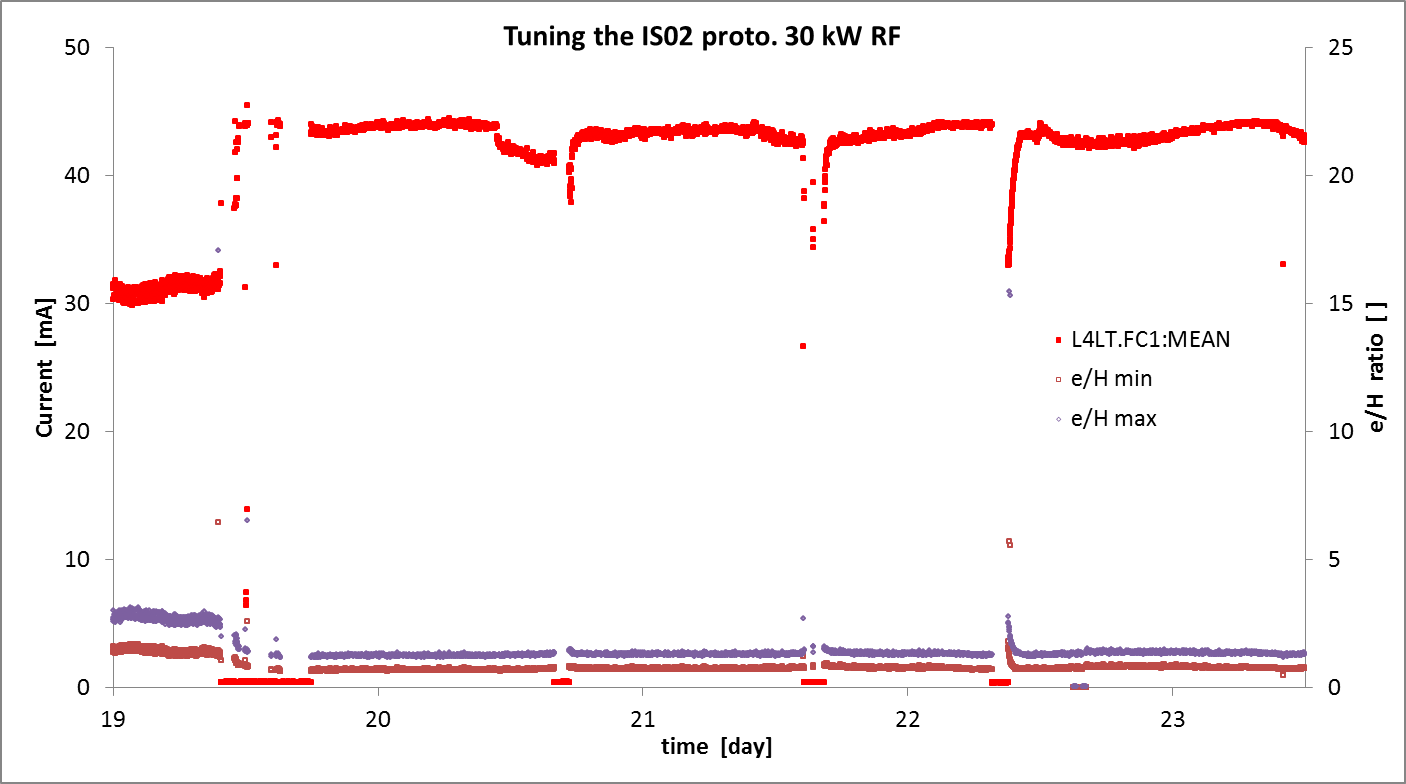 Tuning the IS02 proto. 30 kW RF
50
40
30
20
10
0
Current [mA]
25
20
15
10
5
0
e/H ratio [ ]
L4LT.FC1:MEAN
e/H min
e/H max
19 20 21 22 23
time [day]